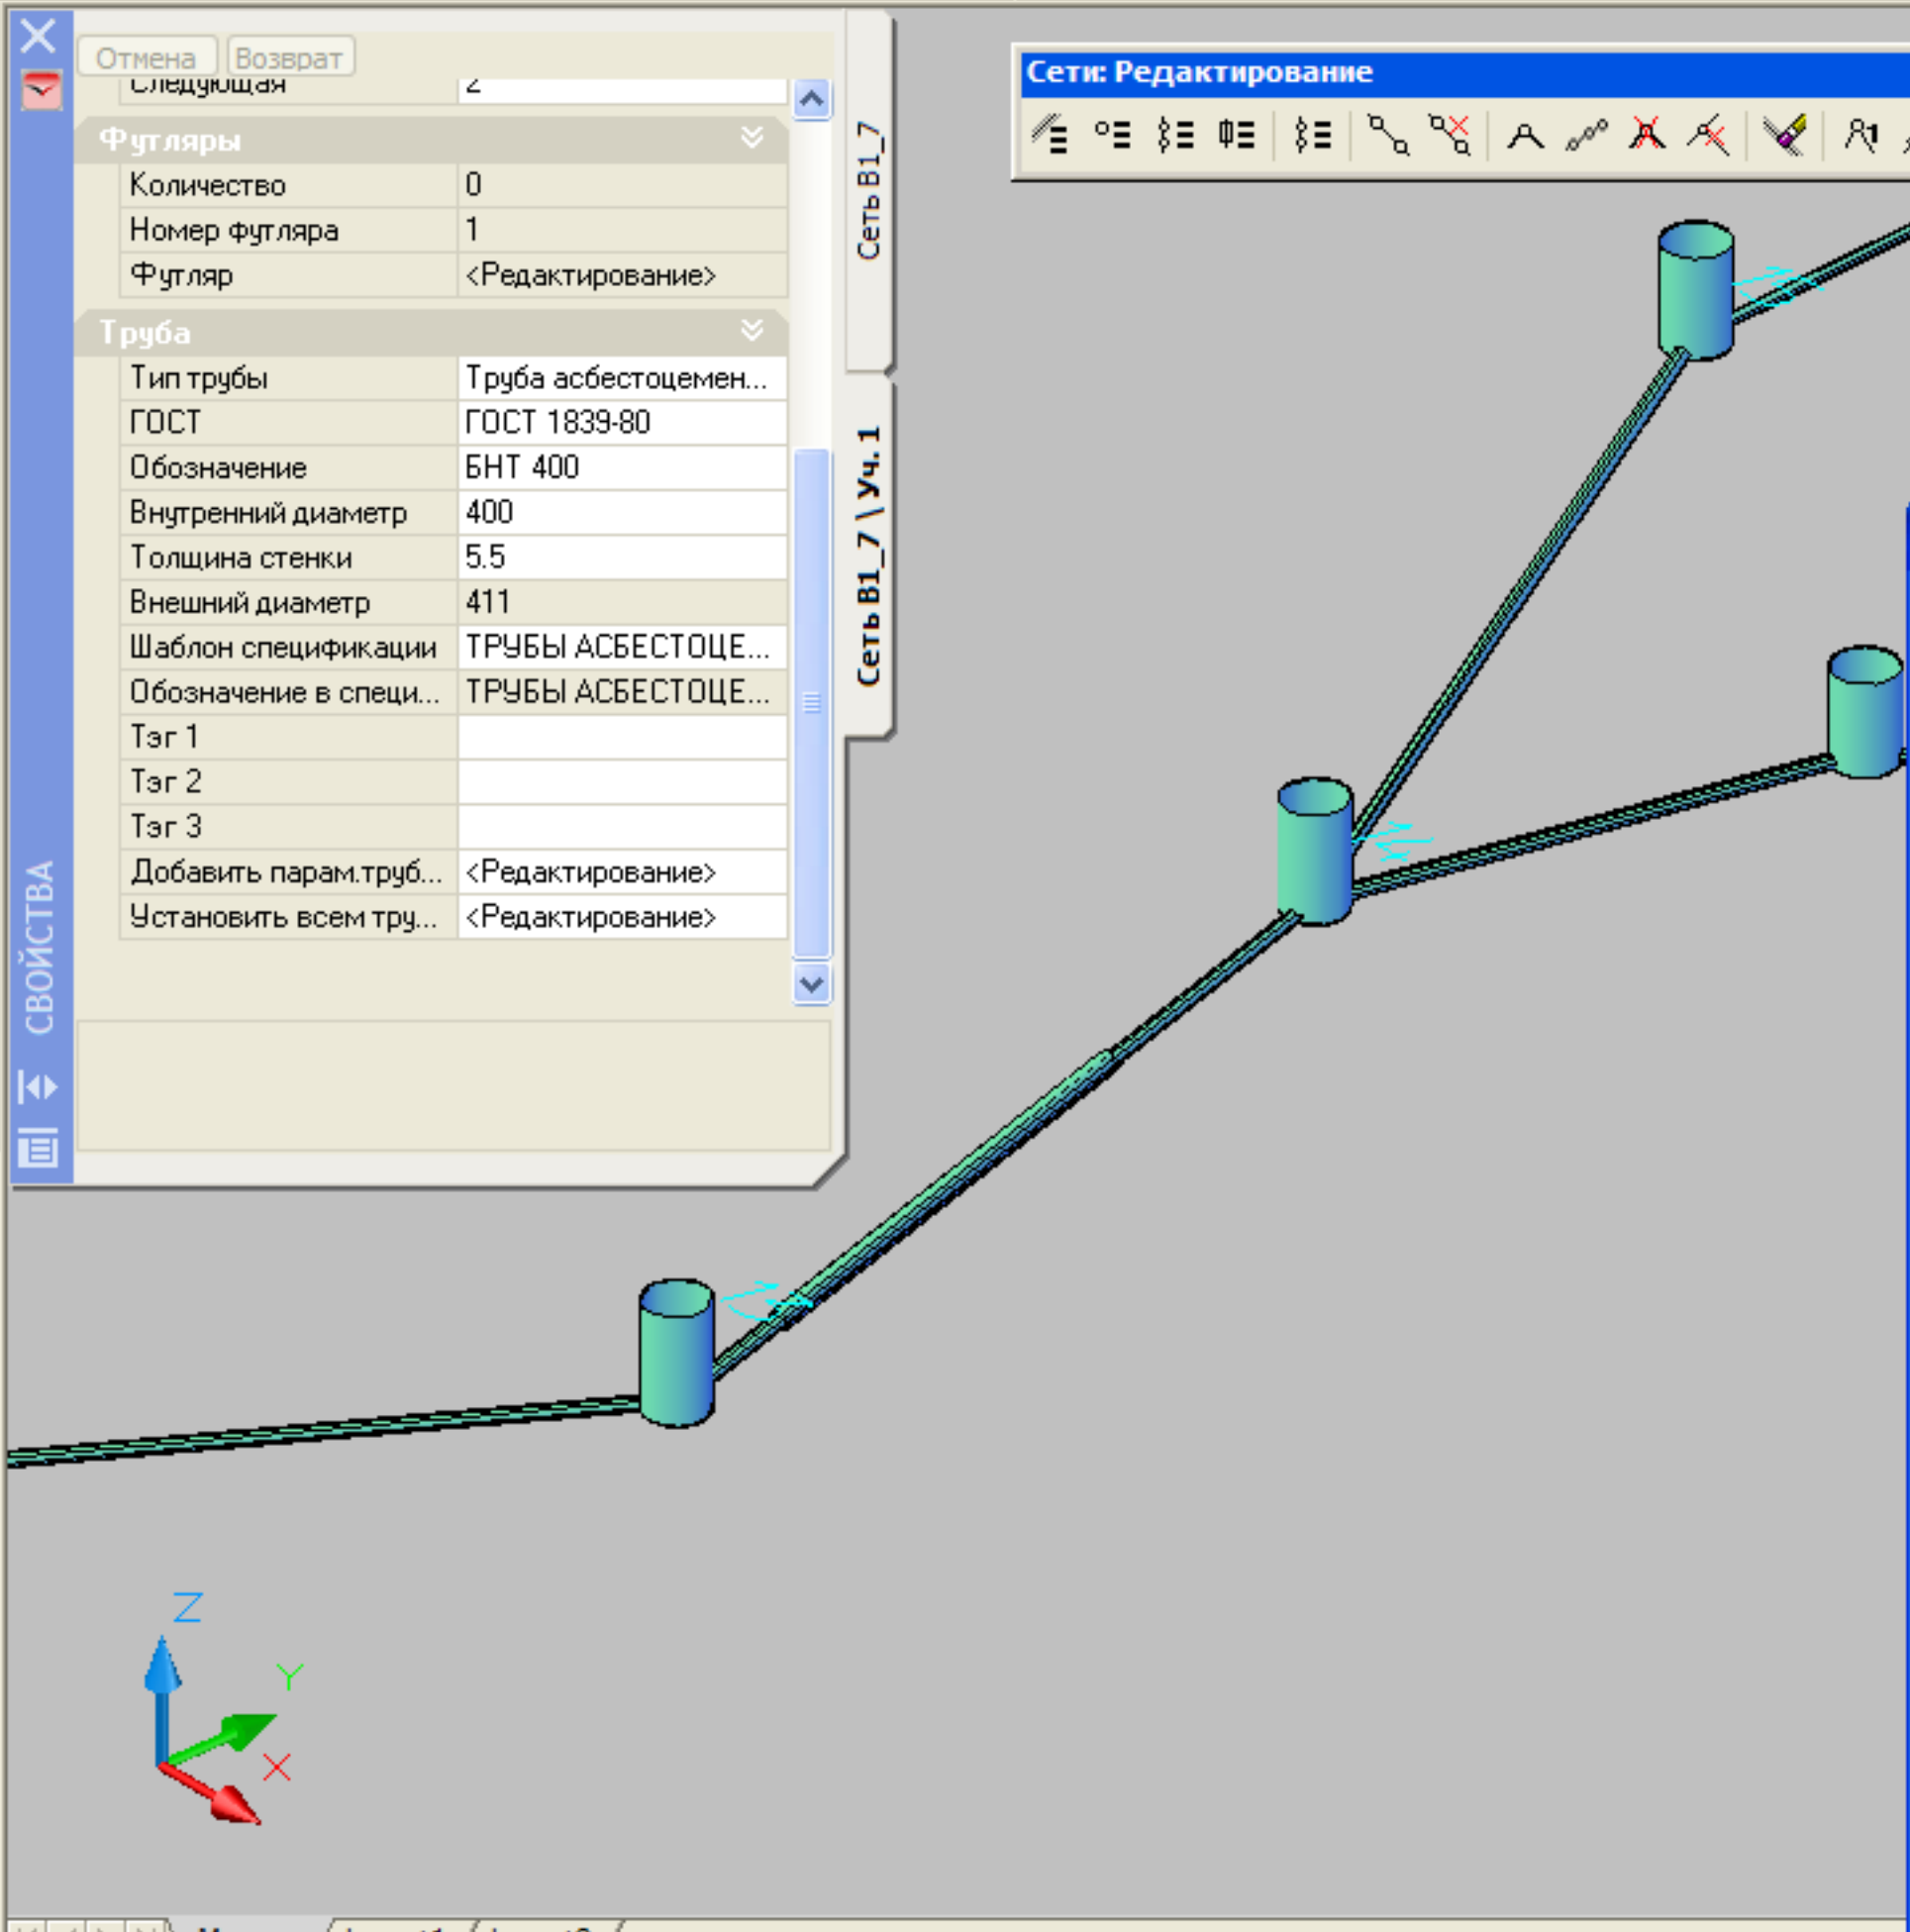 Отмена Возврат
Следующая 2
Футляры
Количество 0
Номер футляра 1
Футляр <Редактирование>
Труба
Тип трубы Труба асбестоцемен...
ГОСТ ГОСТ 1839-80
Обозначение БНТ 400
Внутренний диаметр 400
Толщина стенки 5.5
Внешний диаметр 411
Шаблон спецификации ТРУБЫ АСБЕСТОЦЕ...
Обозначение в специ... ТРУБЫ АСБЕСТОЦЕ...
Тэг 1
Тэг 2
Тэг 3
Добавить парам.труб... <Редактирование>
Установить всем тру... <Редактирование>
СВОЙСТВА
Сеть В1_7
Сеть В1_7 \ Уч. 1
Сети: Редактирование
Z
Y
X